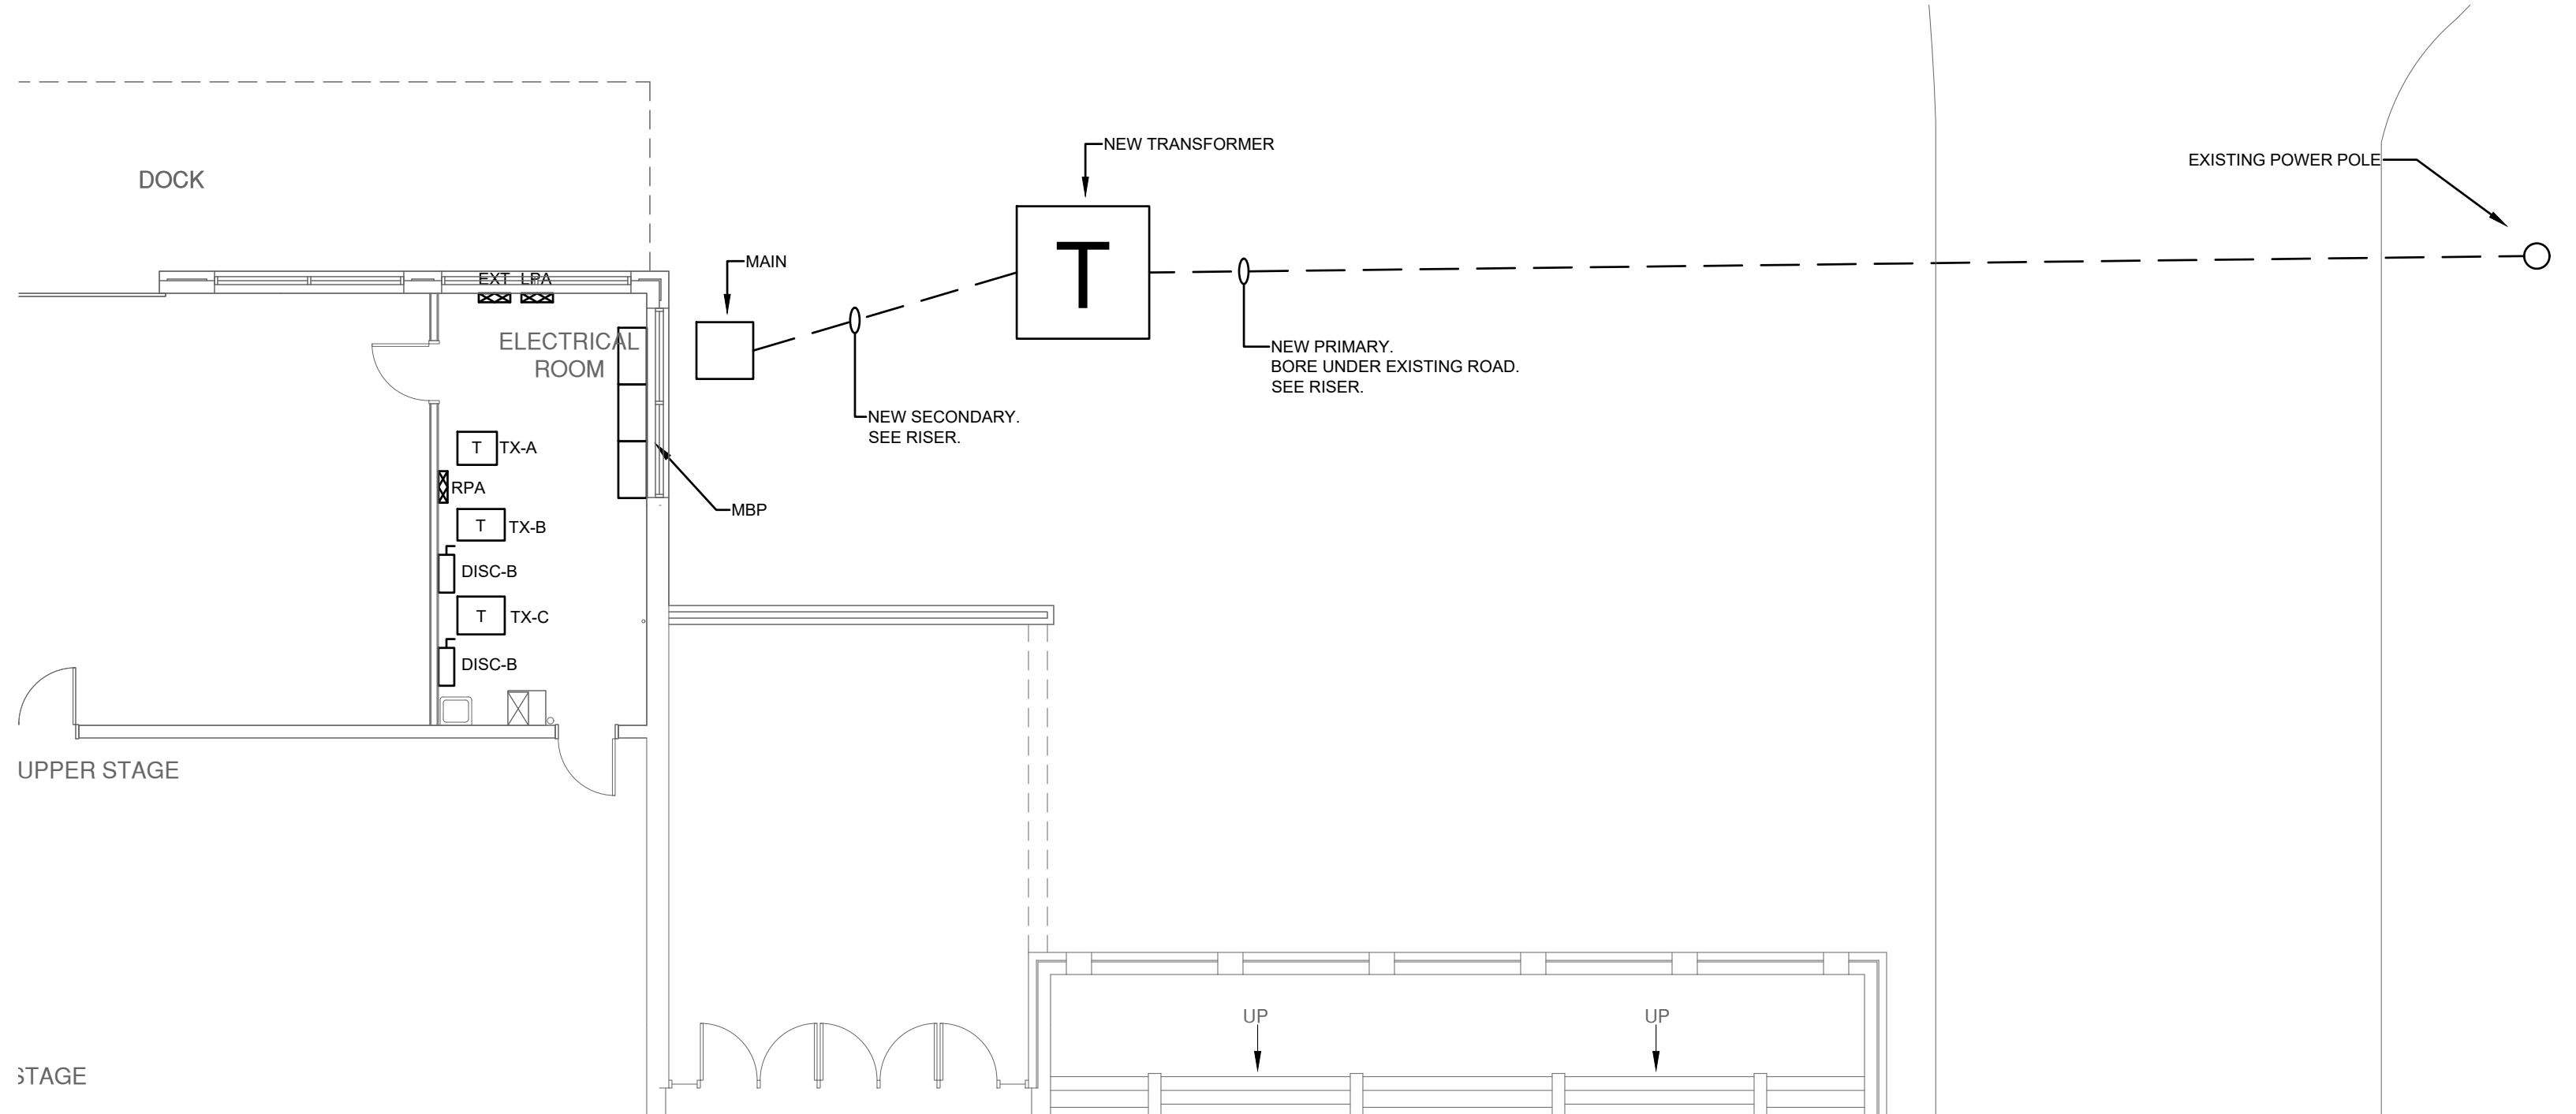 NEW TRANSFORMER
EXISTING POWER POLE
DOCK
MAIN
EXT LPA
T
ELECTRICAL
ROOM
NEW PRIMARY.
BORE UNDER EXISTING ROAD.
SEE RISER.
NEW SECONDARY.
SEE RISER.
T TX-A
RPA
MBP
T TX-B
DISC-B
T TX-C
DISC-B
UPPER STAGE
UP
UP
STAGE